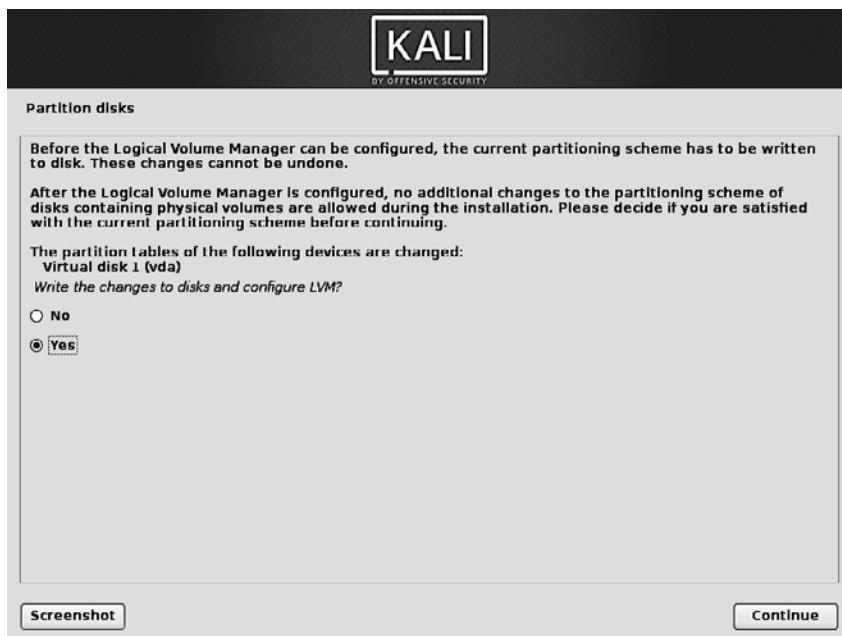 KALI
BY OFFENSIVE SECURITY
Partition disks
Before the Logical Volume Manager can be configured, the current partitioning scheme has to be written
to disk. These changes cannot be undone.
After the Logical Volume Manager is configured, no additional changes to the partitioning scheme of
disks containing physical volumes are allowed during the installation. Please decide if you are satisfied
with the current partitioning scheme before continuing.
The partition tables of the following devices are changed:
Virtual disk 1 (vda)
Write the changes to disks and configure LVM?
No
Yes
Screenshot
Continue